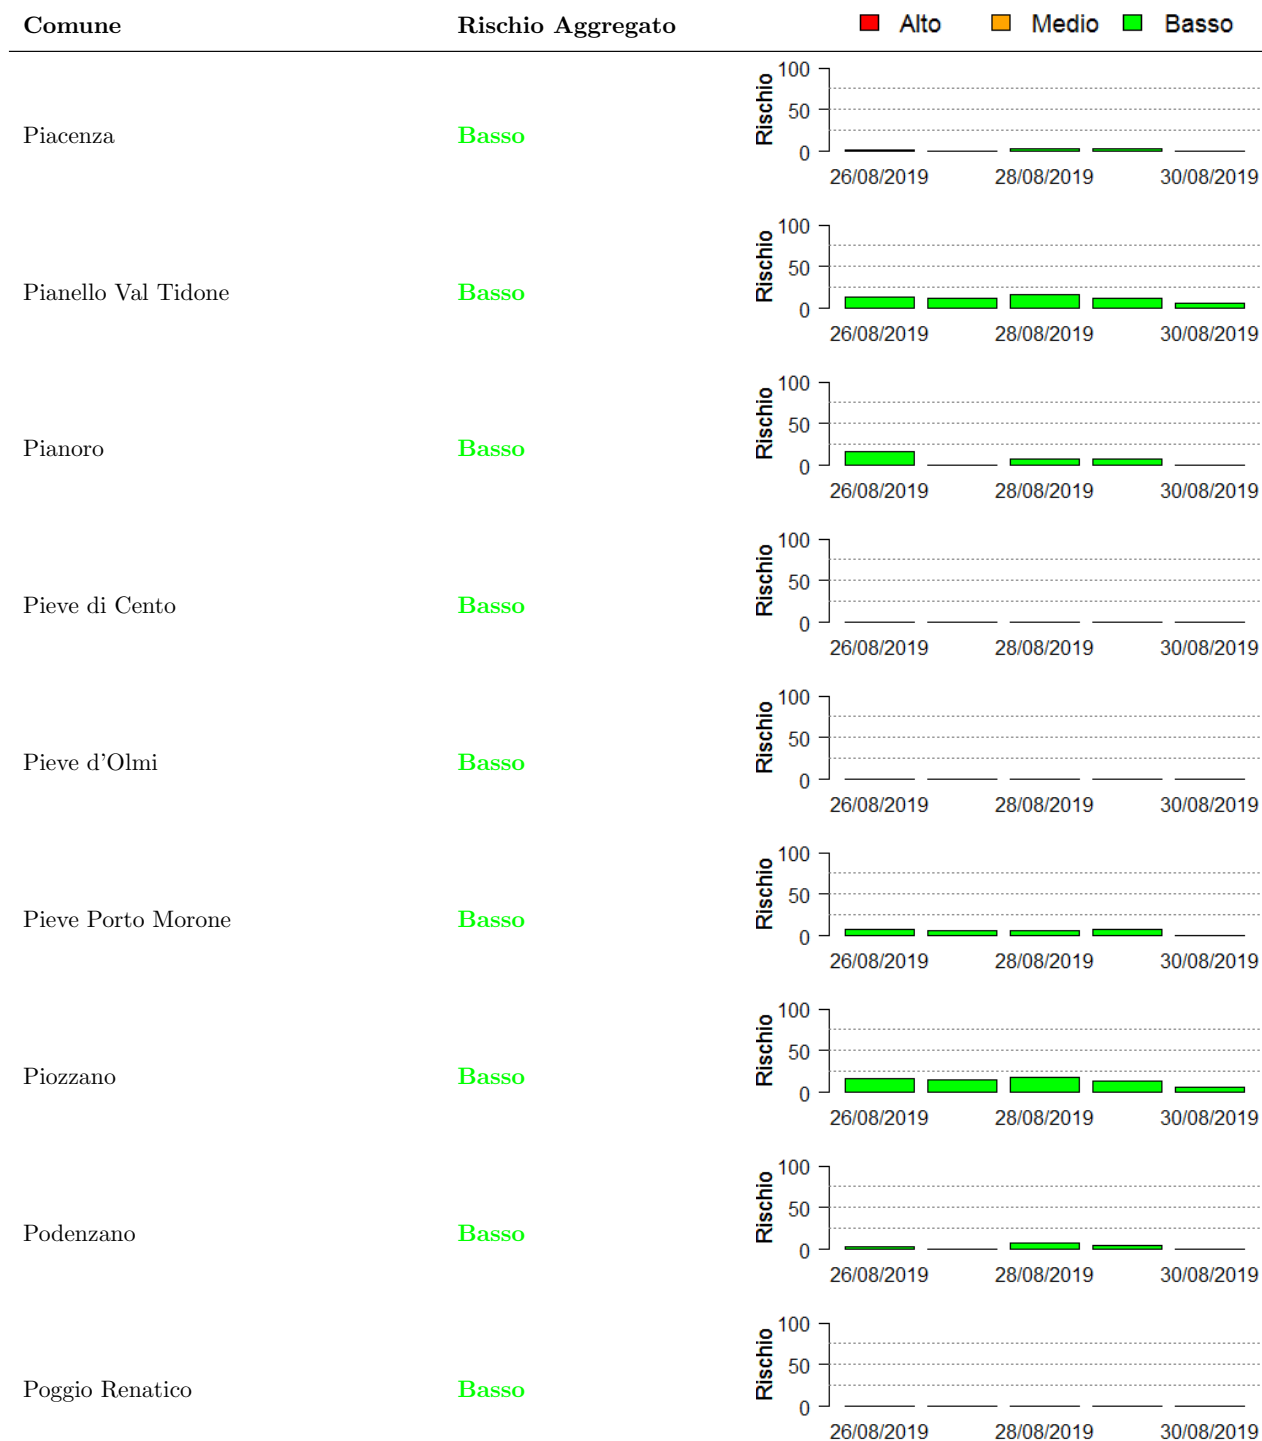 Comune Rischio Aggregato Alto Medio Basso
100
50
0
Rischio
Piacenza Basso
26/08/2019 28/08/2019 30/08/2019
100
50
0
Rischio
Pianello Val Tidone Basso
26/08/2019 28/08/2019 30/08/2019
100
50
0
Rischio
Pianoro Basso
26/08/2019 28/08/2019 30/08/2019
100
50
0
Rischio
Pieve di Cento Basso
26/08/2019 28/08/2019 30/08/2019
100
50
0
Rischio
Pieve d'Olmi Basso
26/08/2019 28/08/2019 30/08/2019
100
50
0
Rischio
Pieve Porto Morone Basso
26/08/2019 28/08/2019 30/08/2019
100
50
0
Rischio
Piozzano Basso
26/08/2019 28/08/2019 30/08/2019
100
50
0
Rischio
Podenzano Basso
26/08/2019 28/08/2019 30/08/2019
100
50
0
Rischio
Poggio Renatico Basso
26/08/2019 28/08/2019 30/08/2019